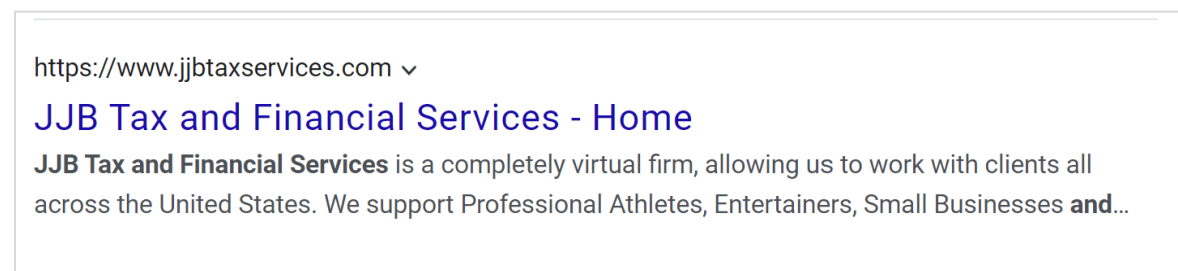 https://www.jjbtaxservices.com
JJB Tax and Financial Services - Home
JJB Tax and Financial Services is a completely virtual firm, allowing us to work with clients all
across the United States. We support Professional Athletes, Entertainers, Small Businesses and...